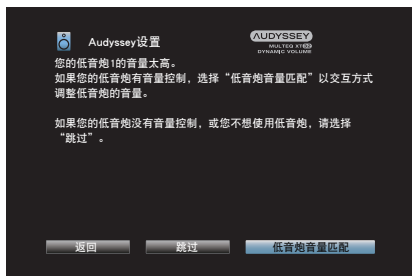 Audyssey设置
AUDYSSEY
MULTEQ XT32
DYNAMIC VOLUME
您的低音炮1的音量太高。
如果您的低音炮有音量控制，选择“低音炮音量匹配”以交互方式
调整低音炮的音量。
如果您的低音炮没有音量控制，或您不想使用低音炮，请选择
“跳过”。
返回
跳过
低音炮音量匹配